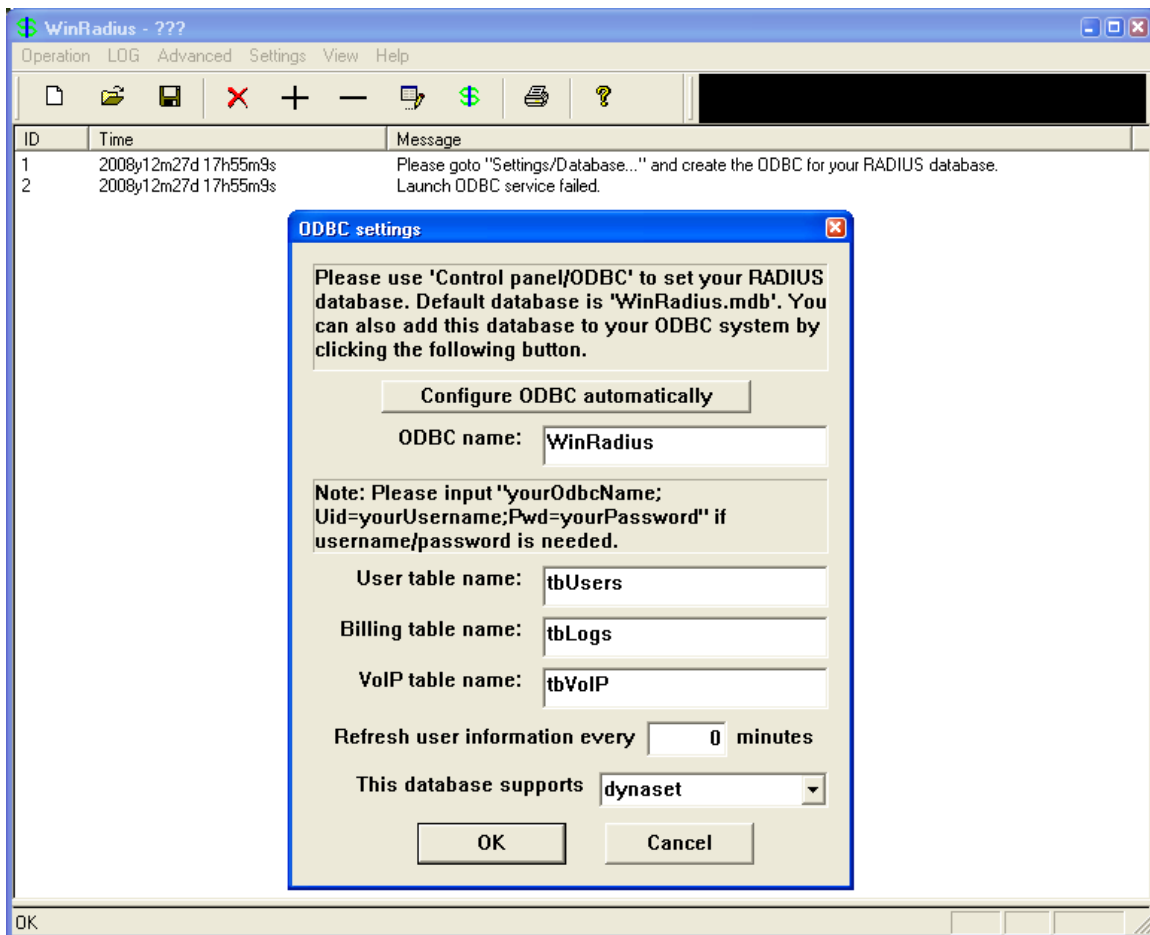 WinRadius - ???
Operation LOG Advanced Settings View Help
ID Time Message
1 2008y12m27d 17h55m9s Please goto "Settings/Database..." and create the ODBC for your RADIUS database.
2 2008y12m27d 17h55m9s Launch ODBC service failed.
ODBC settings
Please use 'Control panel/ODBC' to set your RADIUS
database. Default database is 'WinRadius.mdb'. You
can also add this database to your ODBC system by
clicking the following button.
Configure ODBC automatically
ODBC name: WinRadius
Note: Please input "yourOdbcName;
Uid=yourUsername;Pwd=yourPassword" if
username/password is needed.
User table name: tbUsers
Billing table name: tbLogs
VoIP table name: tbVoIP
Refresh user information every 0 minutes
This database supports dynaset
OK Cancel
OK